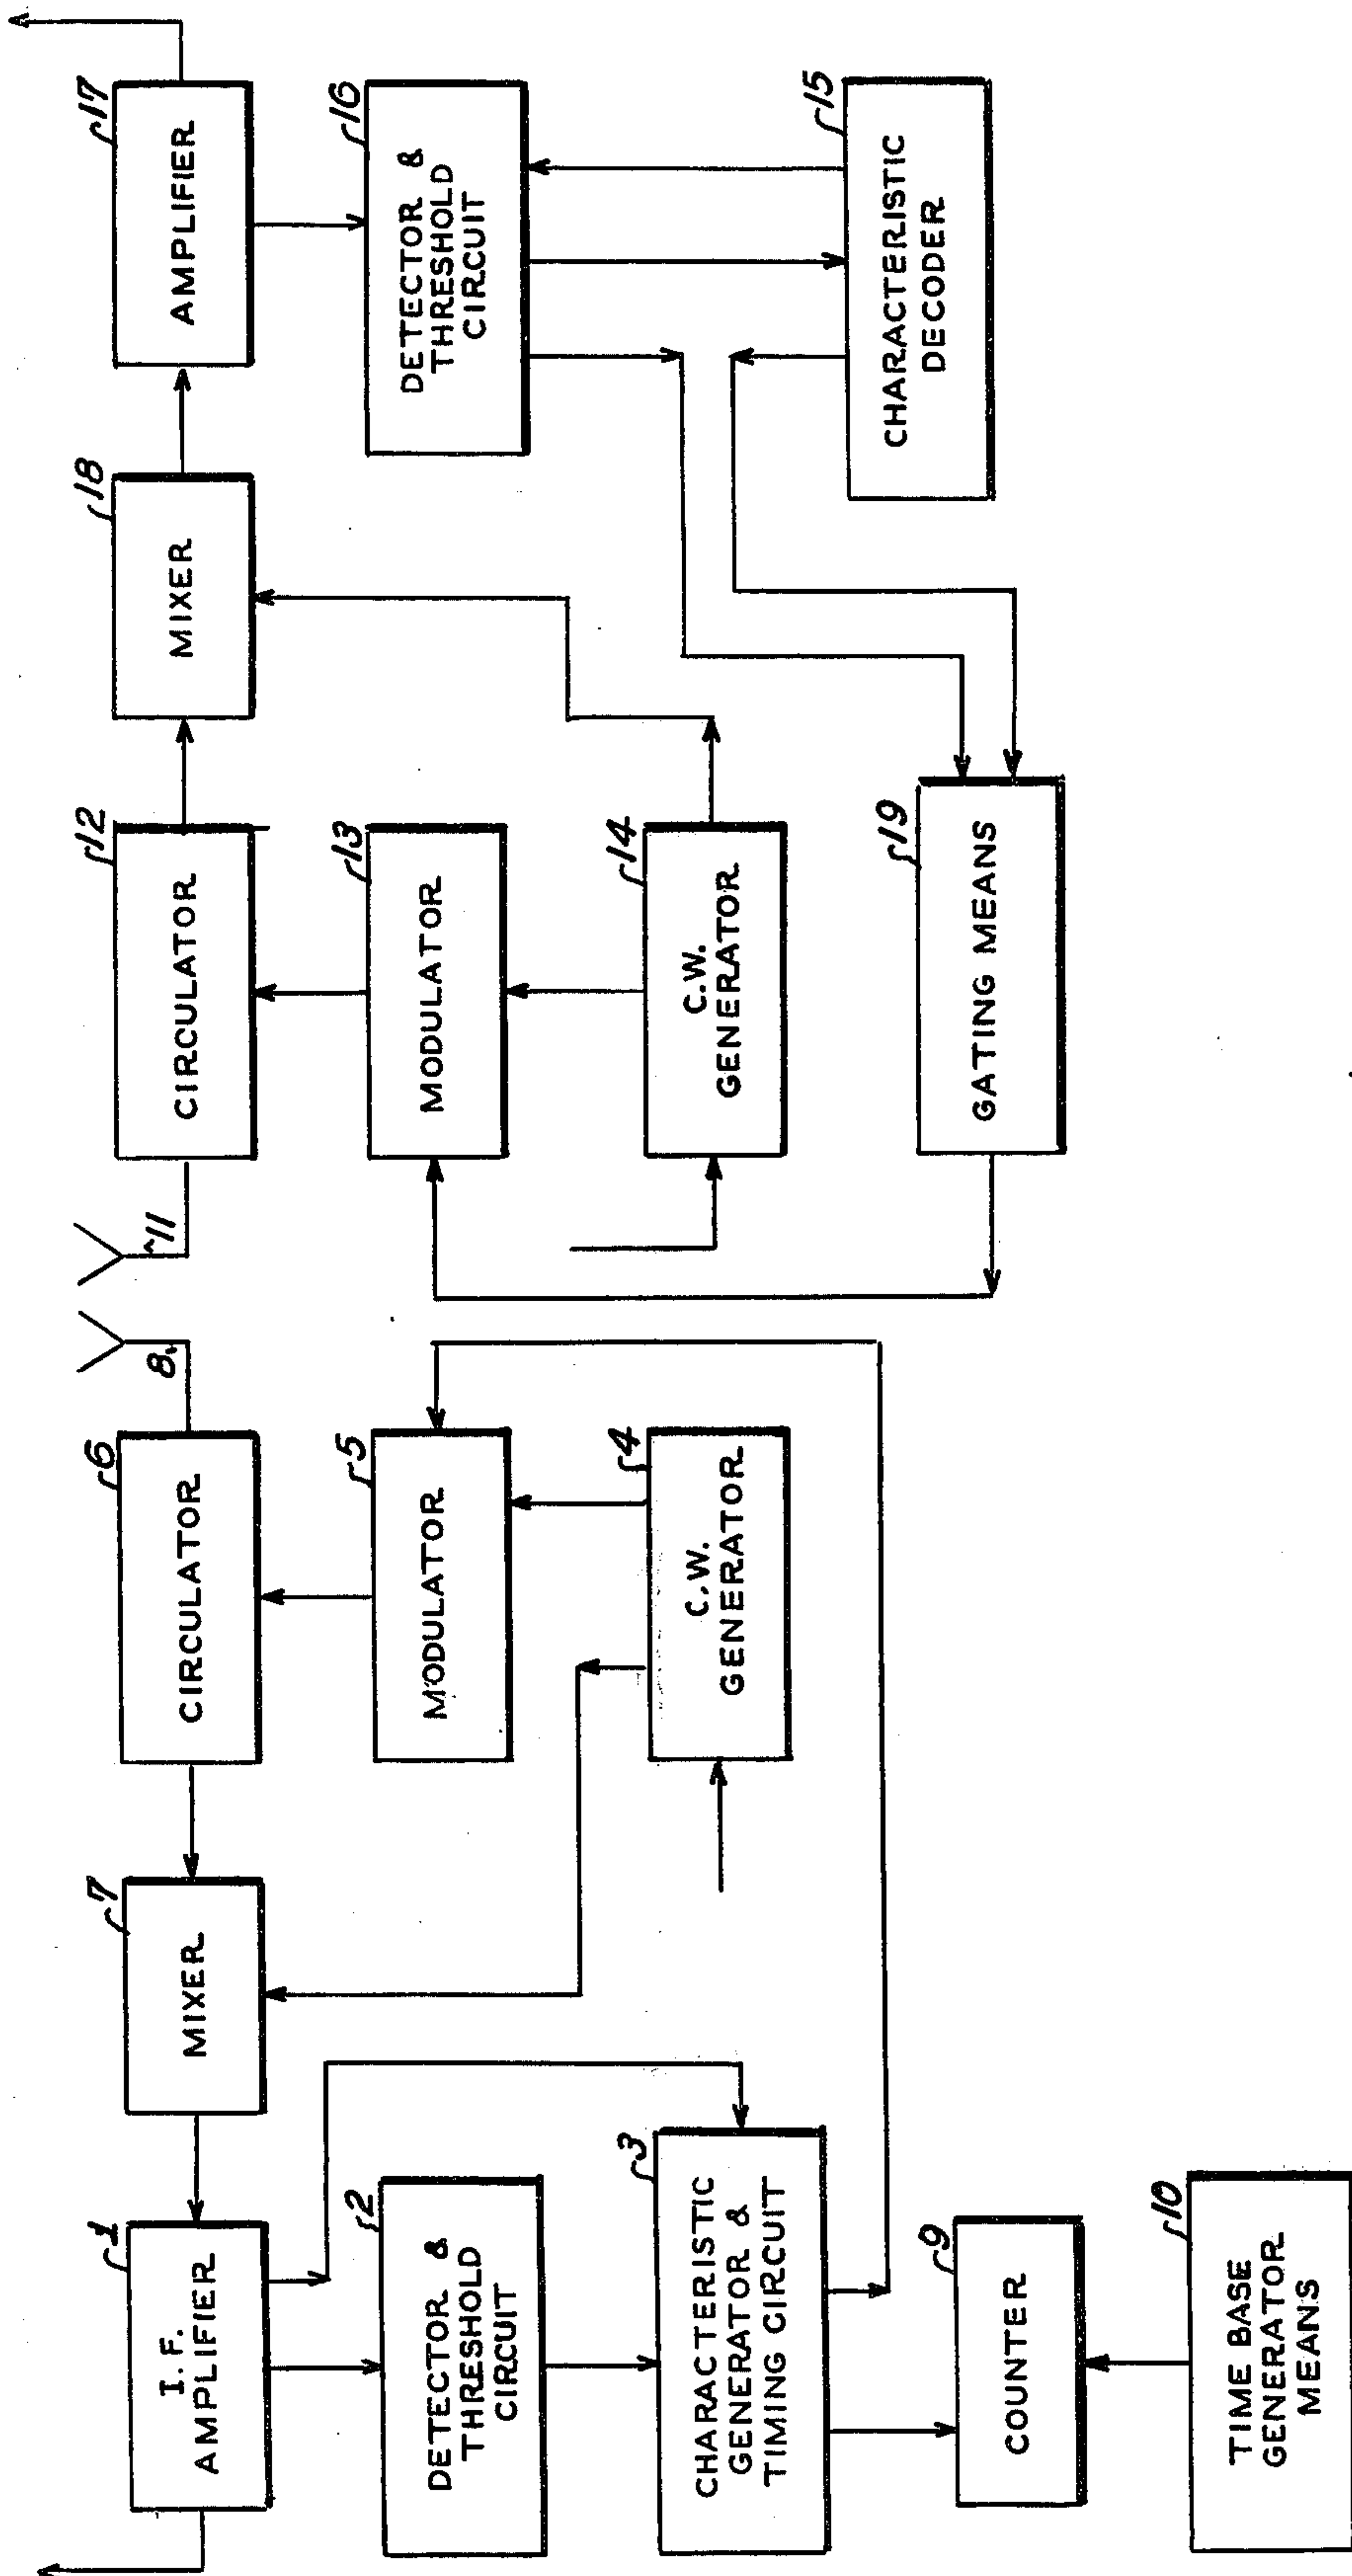 1
I. F.
AMPLIFIER
7
MIXER
6
CIRCULATOR
8
11
12
CIRCULATOR
18
MIXER
17
AMPLIFIER
2
DETECTOR &
THRESHOLD
CIRCUIT
5
MODULATOR
13
MODULATOR
16
DETECTOR &
THRESHOLD
CIRCUIT
3
CHARACTERISTIC
GENERATOR &
TIMING CIRCUIT
4
C.W.
GENERATOR
14
C.W.
GENERATOR
15
CHARACTERISTIC
DECODER
9
COUNTER
19
GATING MEANS
10
TIME BASE
GENERATOR
MEANS